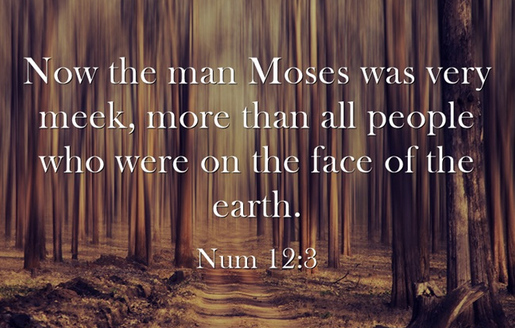 Now the man Moses was very
meek, more than all people
who were on the face of the
earth.
Num 12:3